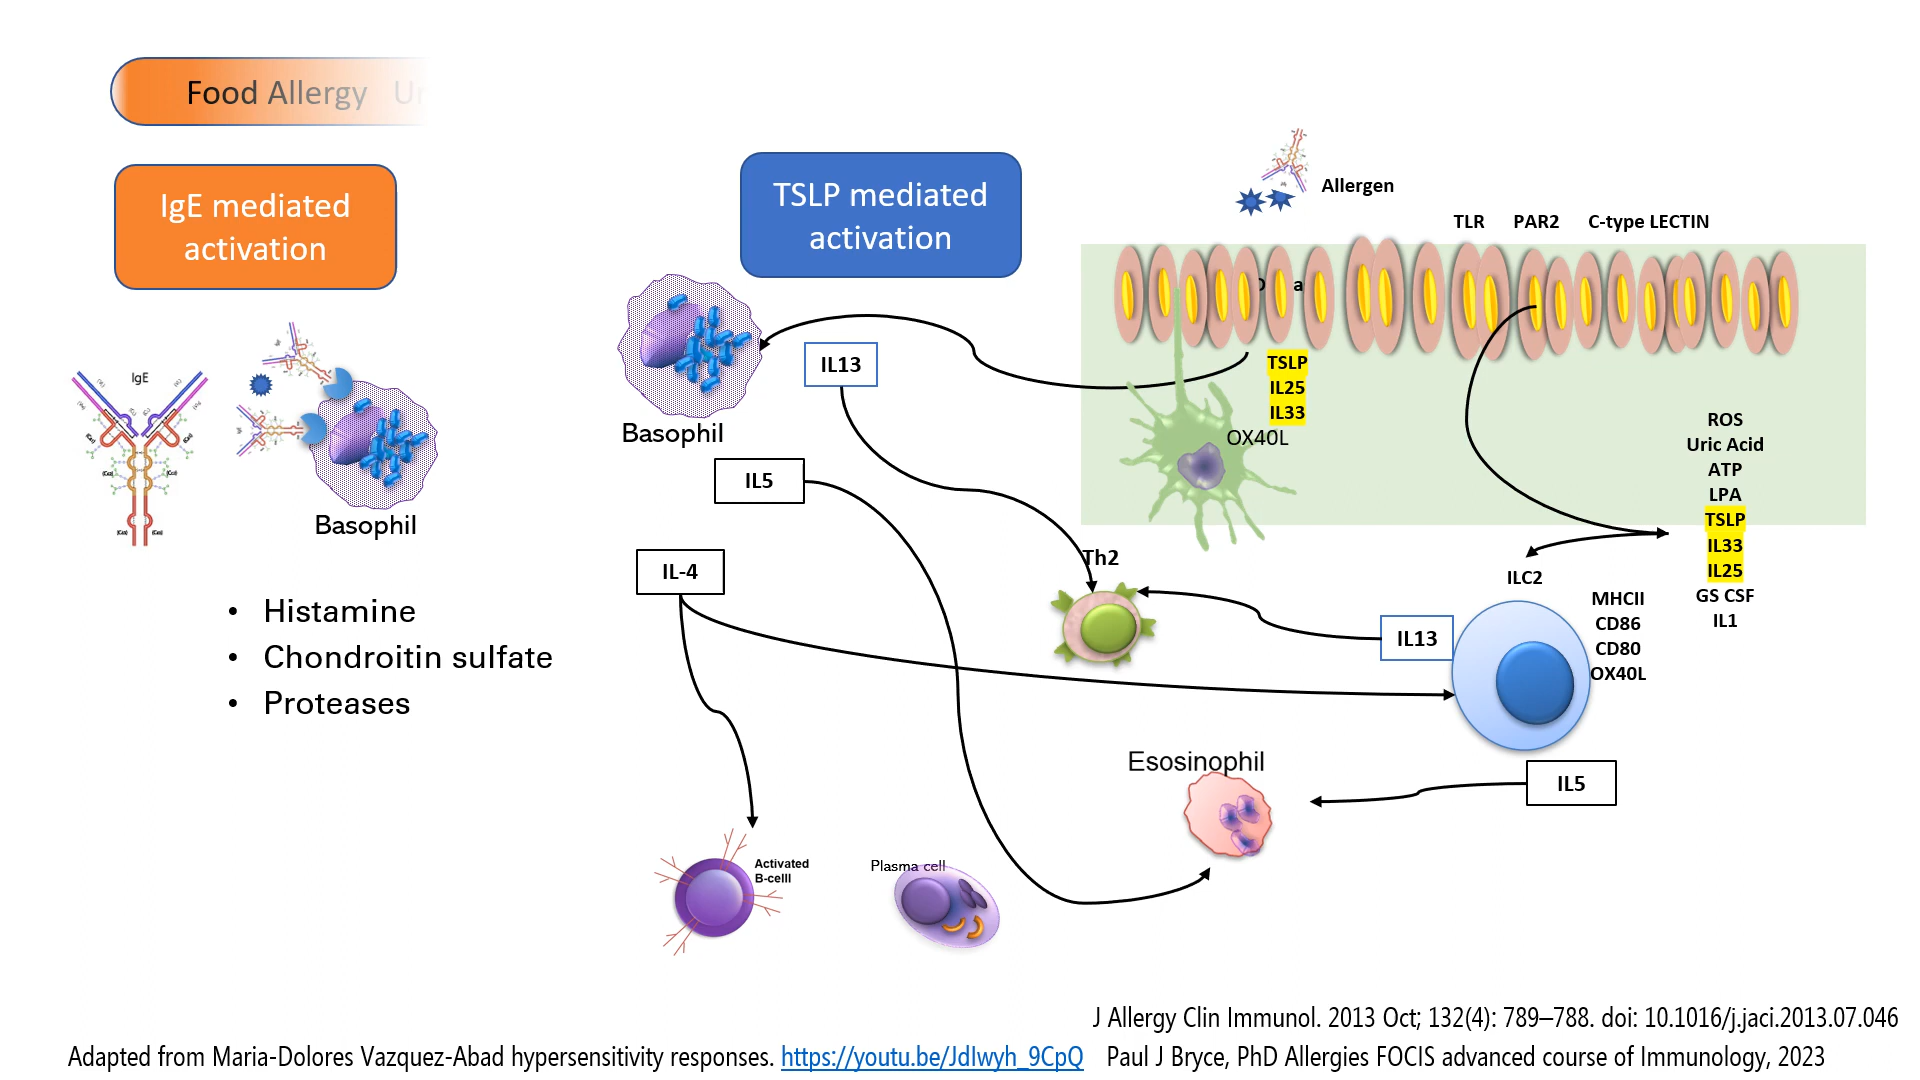 Food Allergy
IgE mediated
activation
IgE
Basophil
• Histamine
• Chondroitin sulfate
• Proteases
TSLP mediated
activation
Basophil
IL13
IL5
IL-4
Activated
B-celll
Plasma cell
Allergen
TLR PAR2 C-type LECTIN
TSLP
IL25
IL33
OX40L
ROS
Uric Acid
ATP
LPA
TSLP
IL33
IL25
GS CSF
IL1
Th2
ILC2
MHCII
CD86
CD80
OX40L
IL13
Esosinophil
IL5
J Allergy Clin Immunol. 2013 Oct; 132(4): 789–788. doi: 10.1016/j.jaci.2013.07.046
Adapted from Maria-Dolores Vazquez-Abad hypersensitivity responses. https://youtu.be/JdIwyh_9CpQ Paul J Bryce, PhD Allergies FOCIS advanced course of Immunology, 2023